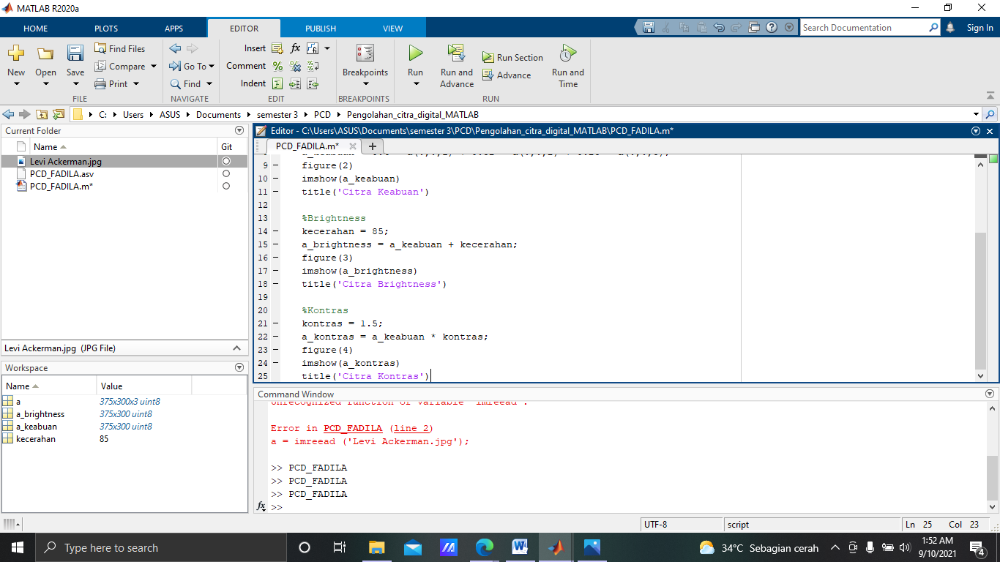 MATLAB R2020a
HOME PLOTS APPS EDITOR PUBLISH VIEW Search Documentation Sign In
New Open Save Find Files Compare Print Go To Find Insert Comment Indent Breakpoints Run Run and Advance Run Section Advance Run and Time
FILE NAVIGATE EDIT BREAKPOINTS RUN
C: Users ASUS Documents semester 3 PCD Pengolahan_citra_digital_MATLAB
Current Folder
Name Git
Levi Ackerman.jpg
PCD_FADILA.asv
PCD_FADILA.m*
Levi Ackerman.jpg (JPG File)
Workspace
Name Value
a 375x300x3 uint8
a_brightness 375x300 uint8
a_keabuan 375x300 uint8
kecerahan 85
Editor - C:\Users\ASUS\Documents\semester 3\PCD\Pengolahan_citra_digital_MATLAB\PCD_FADILA.m*
PCD_FADILA.m*
9 figure(2)
10 imshow(a_keabuan)
11 title('Citra Keabuan')
12
13 %Brightness
14 kecerahan = 85;
15 a_brightness = a_keabuan + kecerahan;
16 figure(3)
17 imshow(a_brightness)
18 title('Citra Brightness')
19
20 %Kontras
21 kontras = 1.5;
22 a_kontras = a_keabuan * kontras;
23 figure(4)
24 imshow(a_kontras)
25 title('Citra Kontras')
Command Window
Unrecognized function or variable 'imreead'.
Error in PCD_FADILA (line 2)
a = imreead ('Levi Ackerman.jpg');
>> PCD_FADILA
>> PCD_FADILA
>> PCD_FADILA
fx >>
UTF-8 script Ln 25 Col 23
Type here to search
34°C Sebagian cerah
1:52 AM
9/10/2021
4